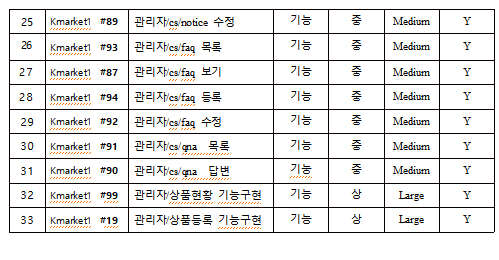 25 Kmarket1 #89 관리자/cs/notice 수정 기능 중 Medium Y
26 Kmarket1 #93 관리자/cs/faq 목록 기능 중 Medium Y
27 Kmarket1 #87 관리자/cs/faq 보기 기능 중 Medium Y
28 Kmarket1 #94 관리자/cs/faq 등록 기능 중 Medium Y
29 Kmarket1 #92 관리자/cs/faq 수정 기능 중 Medium Y
30 Kmarket1 #91 관리자/cs/qna 목록 기능 중 Medium Y
31 Kmarket1 #90 관리자/cs/qna 답변 기능 중 Medium Y
32 Kmarket1 #99 관리자/상품현황 기능구현 기능 상 Large Y
33 Kmarket1 #19 관리자/상품등록 기능구현 기능 상 Large Y